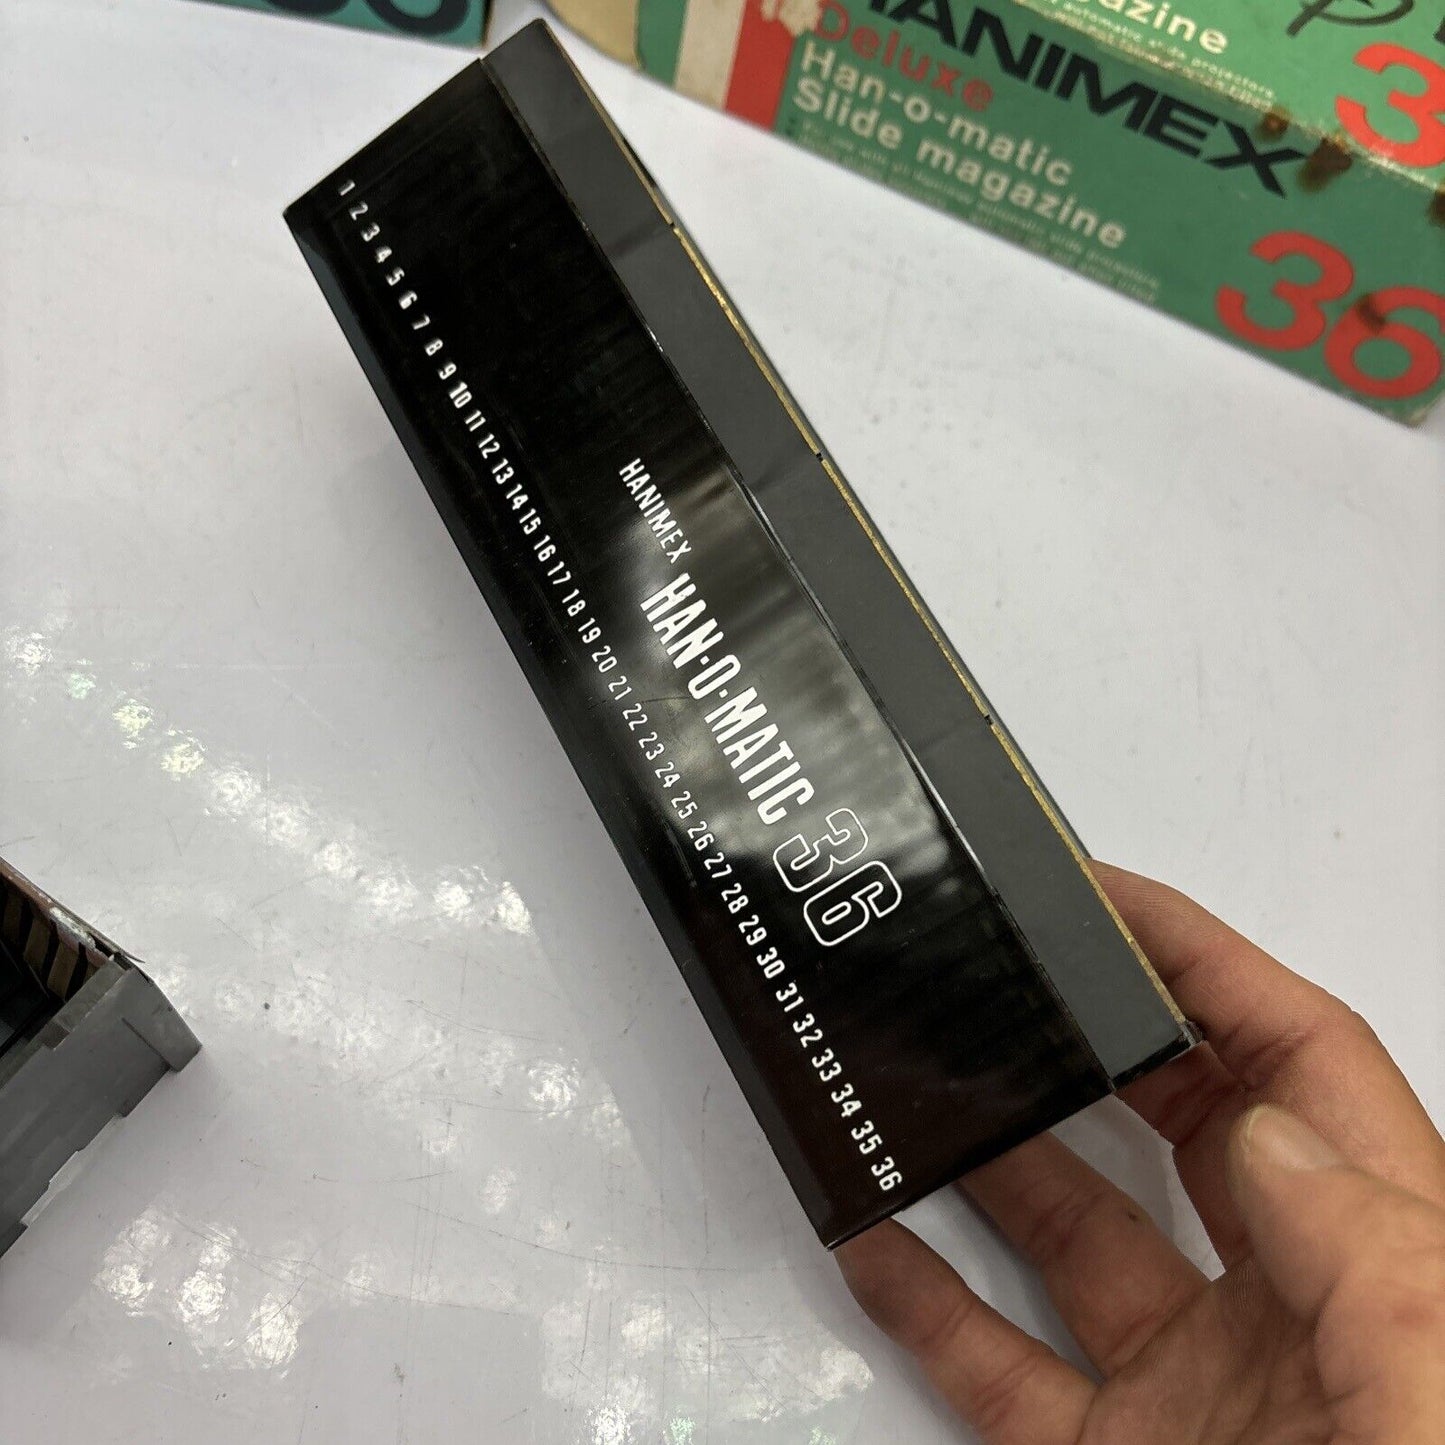 1 2 3 4 5 6 7 8 9 10 11 12 13 14 15 16 17 18 19 20 21 22 23 24 25 26 27 28 29 30 31 32 33 34 35 36
HANIMEX HAN·O·MATIC 36
HANIMEX
Deluxe
Han-o-matic
Slide magazine
36